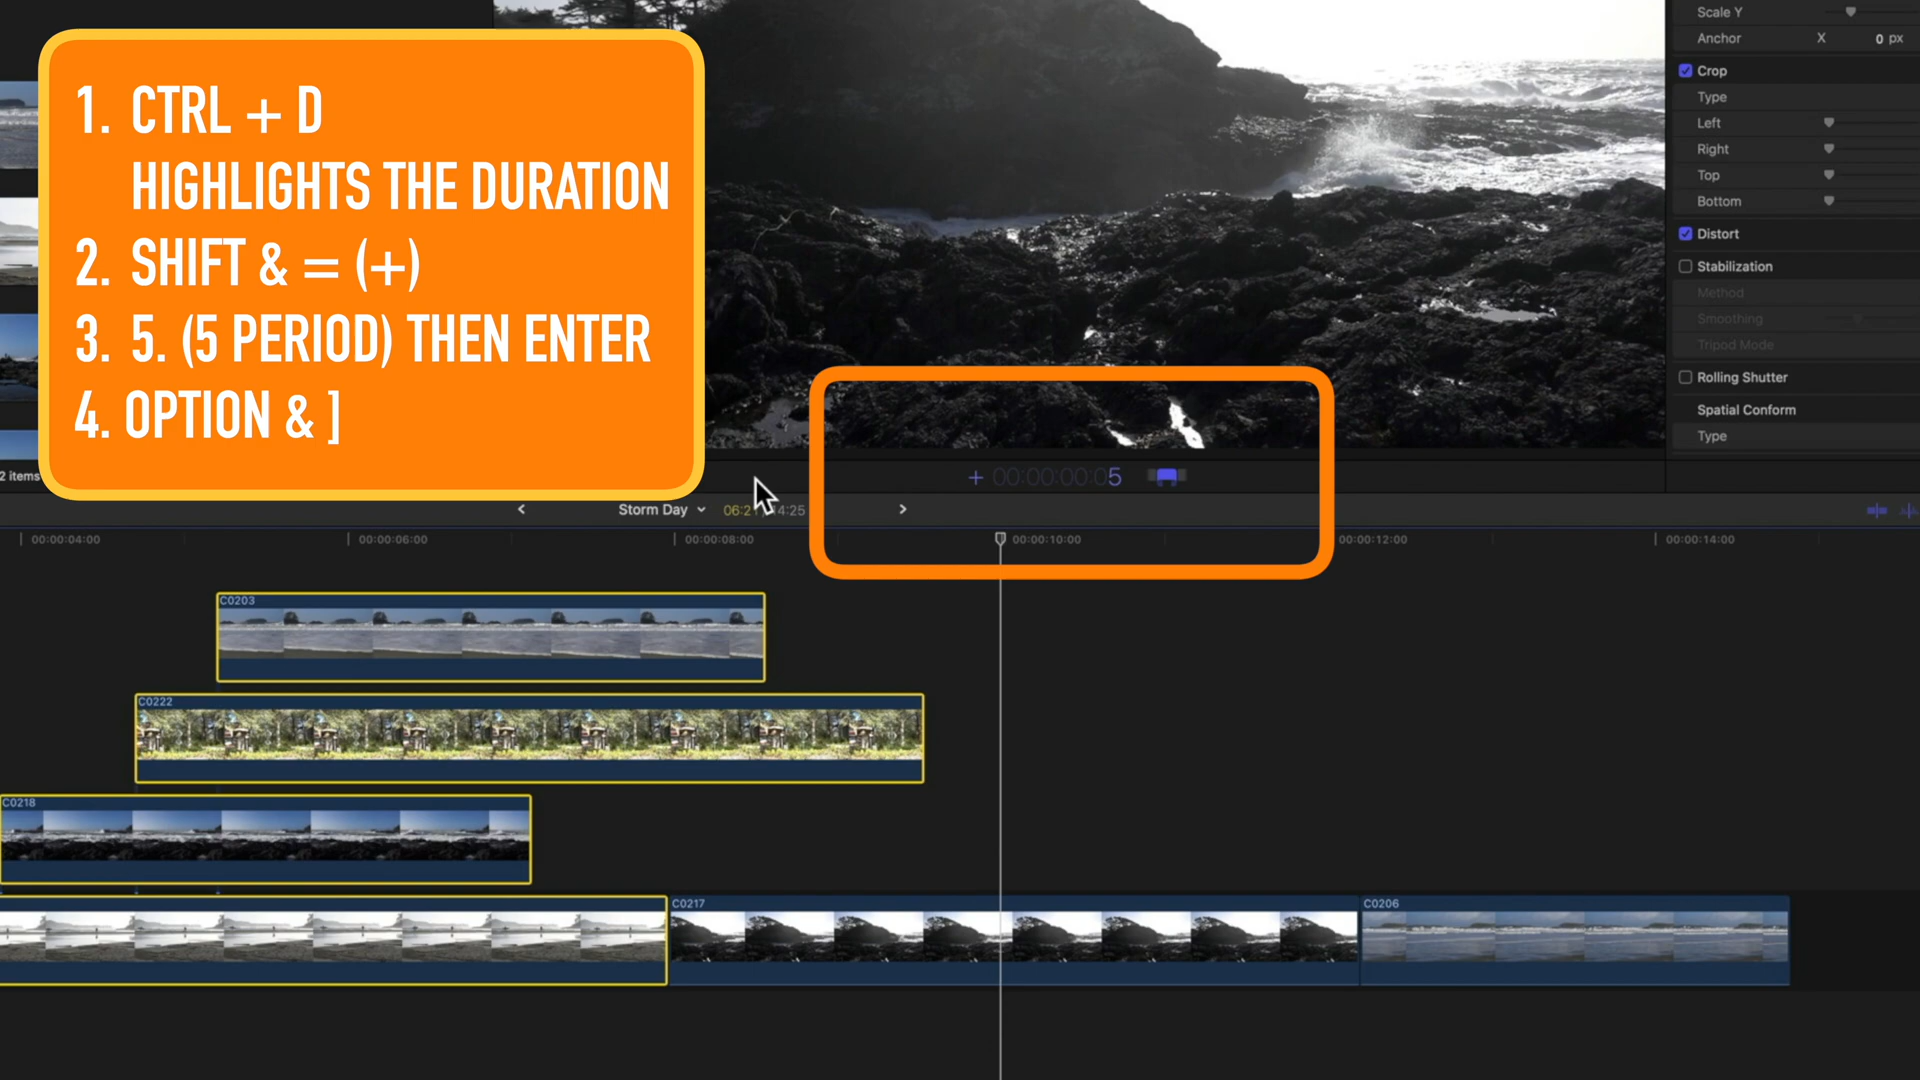 1. CTRL + D
HIGHLIGHTS THE DURATION
2. SHIFT & = (+)
3. 5. (5 PERIOD) THEN ENTER
4. OPTION & ]
Scale Y
Anchor X 0 px
Crop
Type
Left
Right
Top
Bottom
Distort
Stabilization
Method
Smoothing
Tripod Mode
Rolling Shutter
Spatial Conform
Type
2 items
+ 00:00:00:05
Storm Day
00:00:04:00 00:00:06:00 00:00:08:00 00:00:10:00 00:00:12:00 00:00:14:00
C0203
C0222
C0218
C0217 C0206